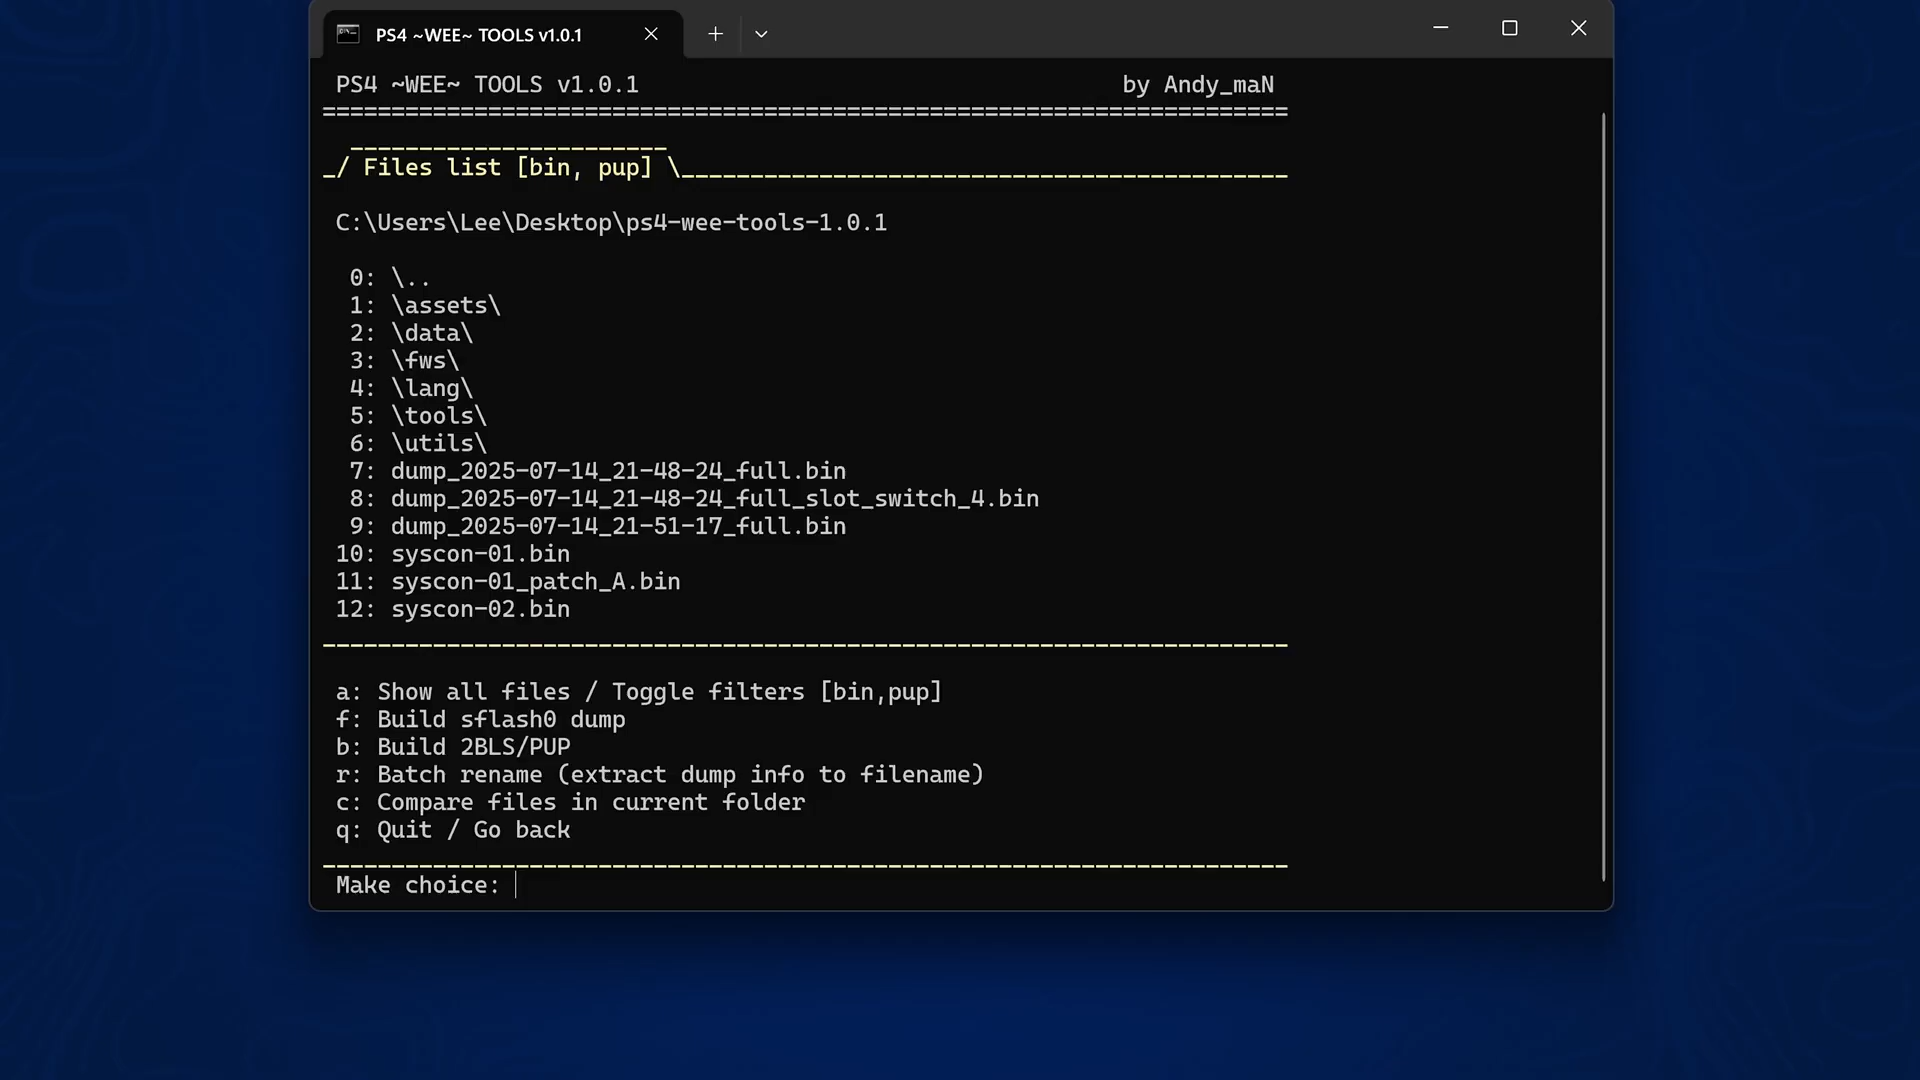 PS4 ~WEE~ TOOLS v1.0.1
PS4 ~WEE~ TOOLS v1.0.1 by Andy_maN
======================================================================
_______________________
_/ Files list [bin, pup] \____________________________________________
C:\Users\Lee\Desktop\ps4-wee-tools-1.0.1
0: \..
1: \assets\
2: \data\
3: \fws\
4: \lang\
5: \tools\
6: \utils\
7: dump_2025-07-14_21-48-24_full.bin
8: dump_2025-07-14_21-48-24_full_slot_switch_4.bin
9: dump_2025-07-14_21-51-17_full.bin
10: syscon-01.bin
11: syscon-01_patch_A.bin
12: syscon-02.bin
______________________________________________________________________
a: Show all files / Toggle filters [bin,pup]
f: Build sflash0 dump
b: Build 2BLS/PUP
r: Batch rename (extract dump info to filename)
c: Compare files in current folder
q: Quit / Go back
______________________________________________________________________
Make choice: